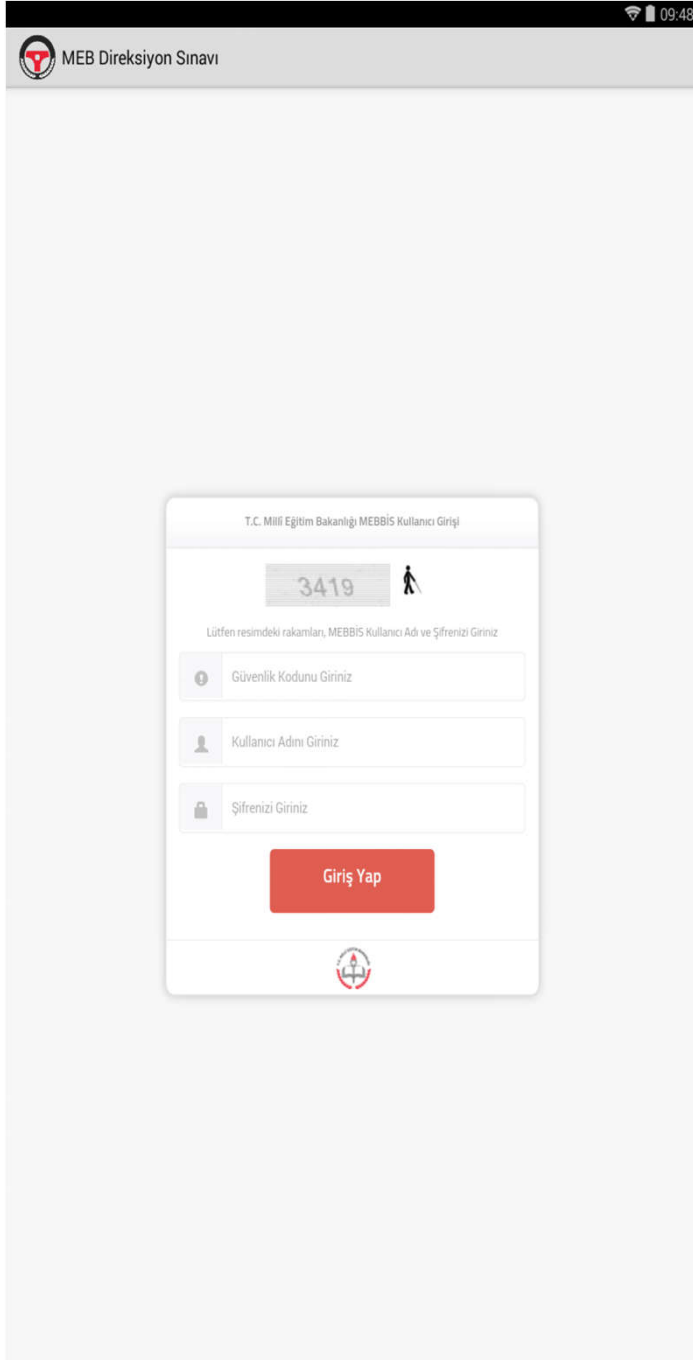 09:48
MEB Direksiyon Sınavı
T.C. Millî Eğitim Bakanlığı MEBBİS Kullanıcı Girişi
3419
Lütfen resimdeki rakamları, MEBBİS Kullanıcı Adı ve Şifrenizi Giriniz
Güvenlik Kodunu Giriniz
Kullanıcı Adını Giriniz
Şifrenizi Giriniz
Giriş Yap